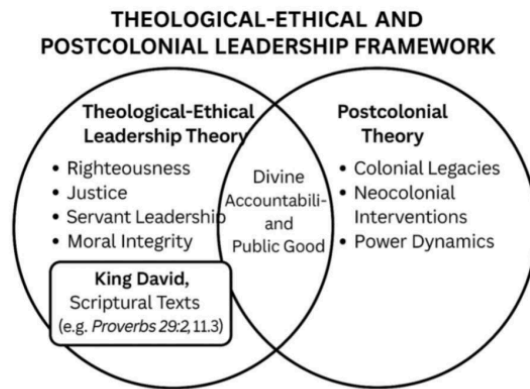 THEOLOGICAL-ETHICAL AND
POSTCOLONIAL LEADERSHIP FRAMEWORK
Theological-Ethical
Leadership Theory
• Righteousness
• Justice
• Servant Leadership
• Moral Integrity
King David,
Scriptural Texts
(e.g. Proverbs 29:2, 11.3)
Divine
Accountabili-
and
Public Good
Postcolonial
Theory
• Colonial Legacies
• Neocolonial
Interventions
• Power Dynamics